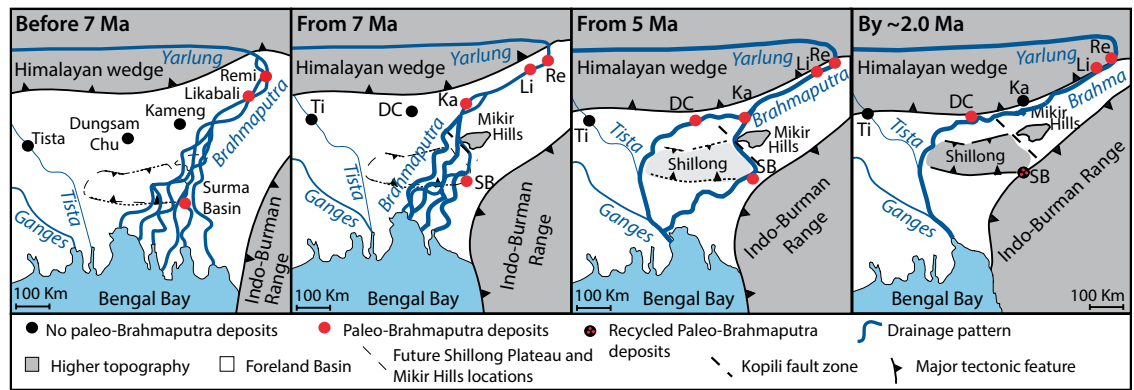 Before 7 Ma
Yarlung
Himalayan wedge
Remi
Likabali
Kameng
Dungsam
Chu
Tista
Brahmaputra
Surma
Basin
Tista
Ganges
Indo-Burman
Range
100 Km
Bengal Bay
From 7 Ma
Yarlung
Himalayan wedge
Re
Li
Ka
DC
Ti
Mikir
Hills
Brahmaputra
SB
Tista
Ganges
Indo-Burman
Range
100 Km
Bengal Bay
From 5 Ma
Yarlung
Re
Li
Himalayan wedge
Ka
DC
Brahmaputra
Ti
Tista
Mikir
Hills
Shillong
SB
Ganges
Indo-Burman
Range
100 Km
Bengal Bay
By ~2.0 Ma
Yarlung
Re
Li
Himalayan wedge
Ka
DC
Brahma
Ti
Mikir
Hills
Tista
Shillong
SB
Ganges
Indo-Burman Range
Bengal Bay
100 Km
No paleo-Brahmaputra deposits
Paleo-Brahmaputra deposits
Recycled Paleo-Brahmaputra
deposits
Drainage pattern
Higher topography
Foreland Basin
Future Shillong Plateau and
Mikir Hills locations
Kopili fault zone
Major tectonic feature